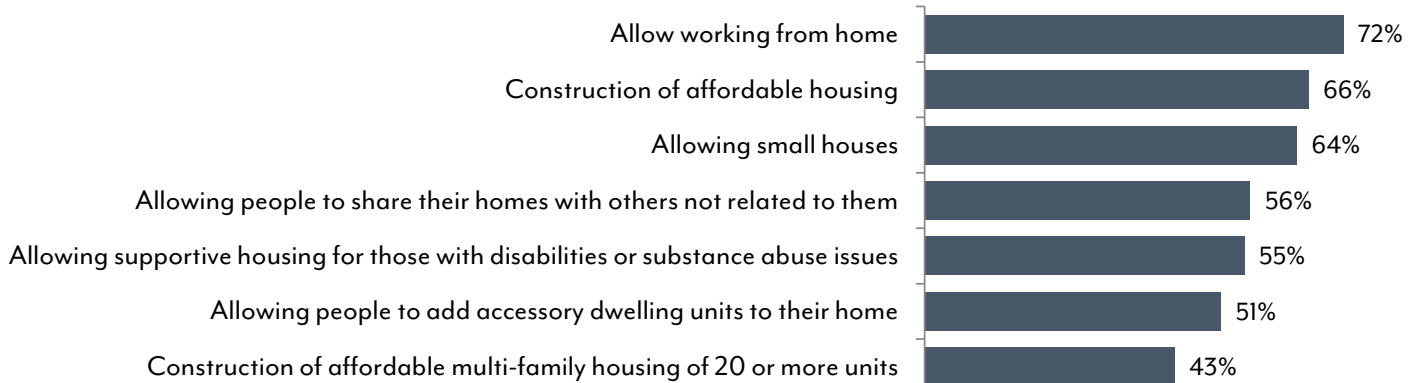 Allow working from home 72%
Construction of affordable housing 66%
Allowing small houses 64%
Allowing people to share their homes with others not related to them 56%
Allowing supportive housing for those with disabilities or substance abuse issues 55%
Allowing people to add accessory dwelling units to their home 51%
Construction of affordable multi-family housing of 20 or more units 43%